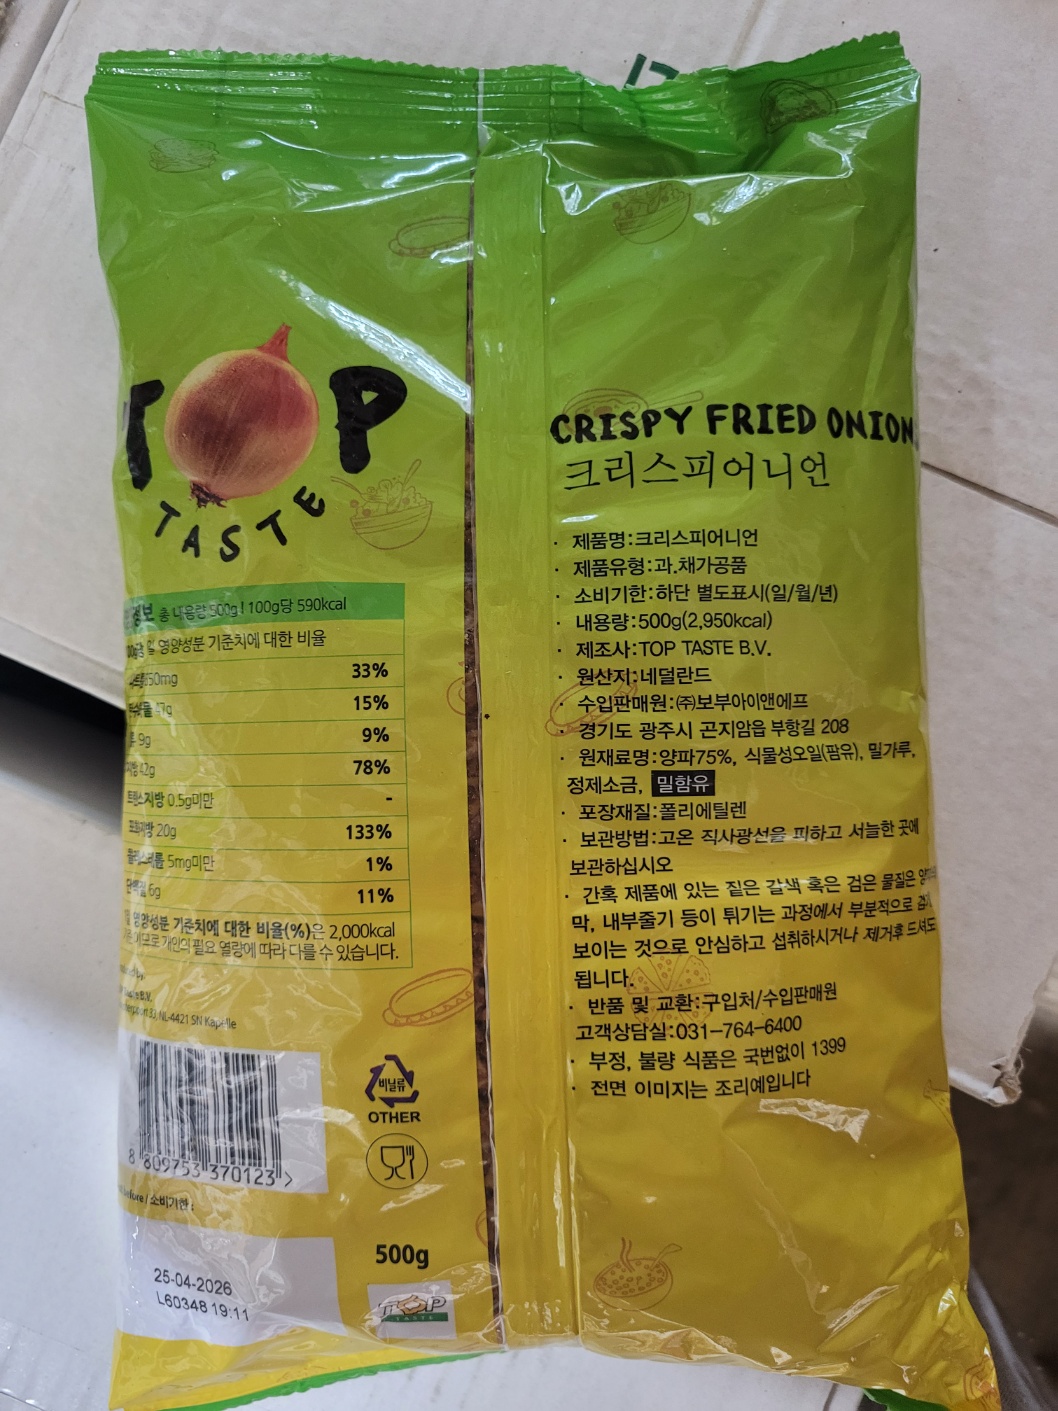 TOP
TASTE
정보 총 내용량 500g | 100g당 590kcal
일 영양성분 기준치에 대한 비율
650mg 33%
47g 15%
9g 9%
지방 42g 78%
트랜스지방 0.5g미만 -
포화지방 20g 133%
콜레스테롤 5mg미만 1%
단백질 6g 11%
영양성분 기준치에 대한 비율(%)은 2,000kcal
이므로 개인의 필요 열량에 따라 다를 수 있습니다.
by:
B.V.
NL-4421 SN Kapelle
8 809753 370123 >
before / 소비기한 :
25-04-2026
L60348 19:11
비닐류
OTHER
500g
TOP
TASTE
CRISPY FRIED ONION
크리스피어니언
· 제품명:크리스피어니언
· 제품유형:과.채가공품
· 소비기한:하단 별도표시(일/월/년)
· 내용량:500g(2,950kcal)
· 제조사:TOP TASTE B.V.
· 원산지:네덜란드
· 수입판매원:㈜보부아이앤에프
· 경기도 광주시 곤지암읍 부항길 208
· 원재료명:양파75%, 식물성오일(팜유), 밀가루,
정제소금, 밀함유
· 포장재질:폴리에틸렌
· 보관방법:고온 직사광선을 피하고 서늘한 곳에
보관하십시오
· 간혹 제품에 있는 짙은 갈색 혹은 검은 물질은
막, 내부줄기 등이 튀기는 과정에서 부분적으로
보이는 것으로 안심하고 섭취하시거나 제거후 드셔도
됩니다.
· 반품 및 교환:구입처/수입판매원
고객상담실:031-764-6400
· 부정, 불량 식품은 국번없이 1399
· 전면 이미지는 조리예입니다